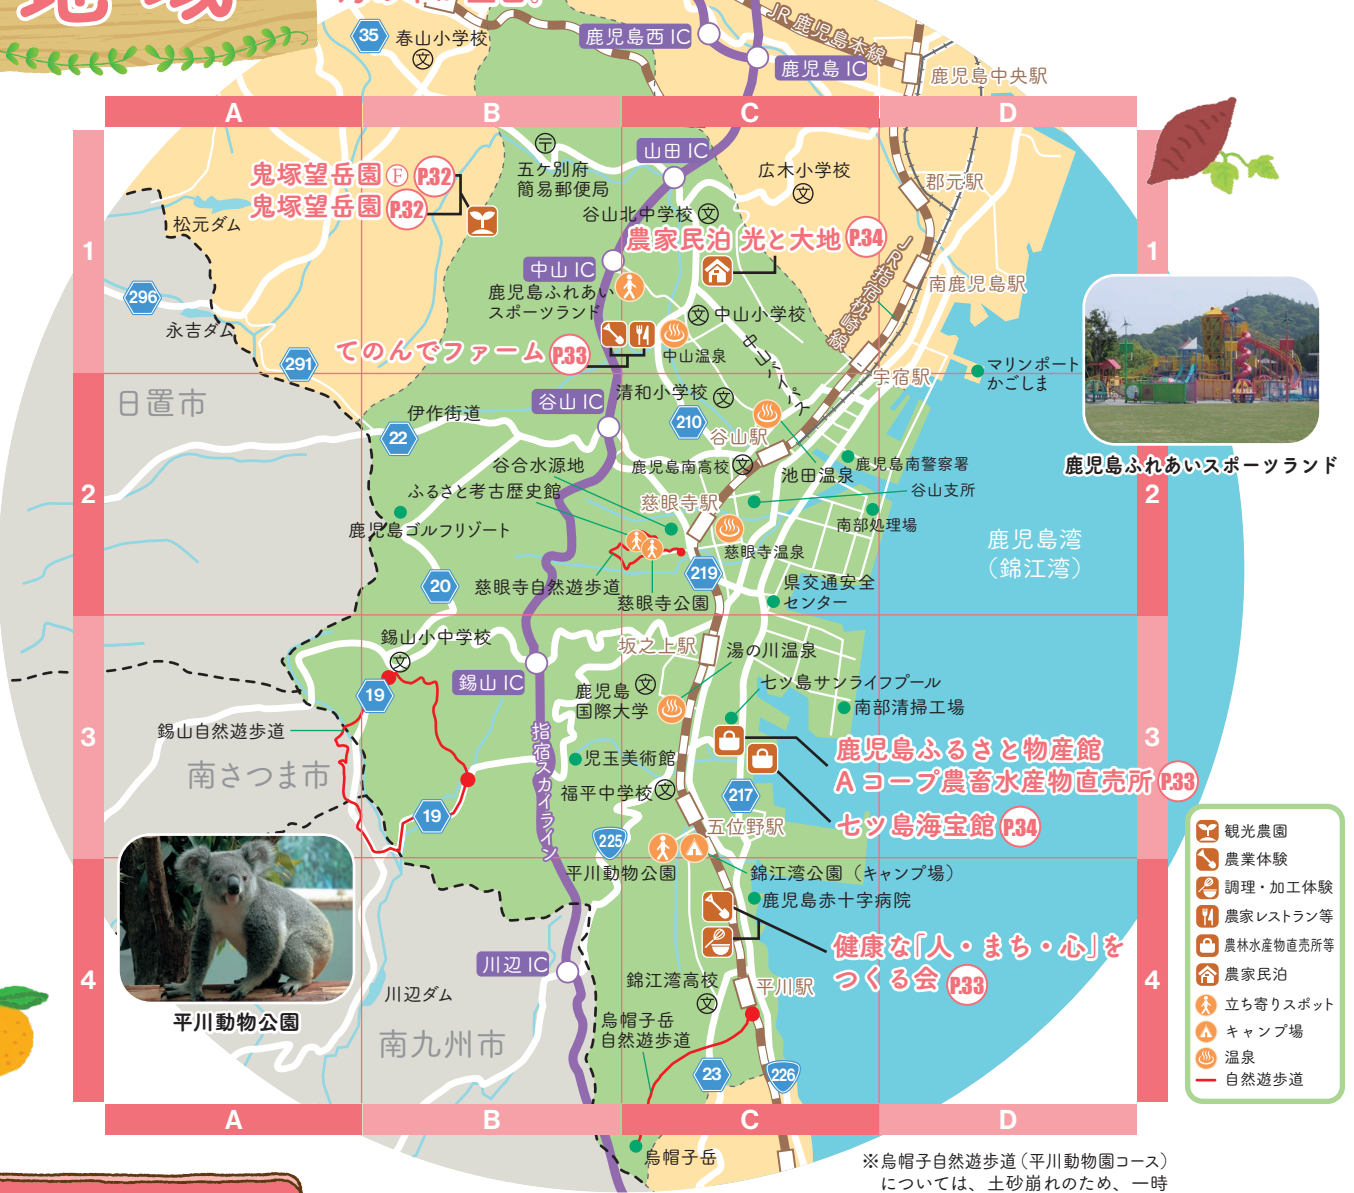 地域
35
春山小学校
鹿児島西 IC
鹿児島 IC
JR 鹿児島本線
鹿児島中央駅
A
B
C
D
1
2
3
4
鬼塚望岳園 Ⓕ P.32
鬼塚望岳園 P.32
五ケ別府
簡易郵便局
山田 IC
広木小学校
郡元駅
松元ダム
谷山北中学校
農家民泊 光と大地 P.34
中山 IC
鹿児島ふれあい
スポーツランド
JR指宿枕崎線
南鹿児島駅
296
永吉ダム
中山小学校
中山バイパス
てのんでファーム P.33
中山温泉
291
宇宿駅
マリンポート
かごしま
鹿児島ふれあいスポーツランド
日置市
伊作街道
谷山 IC
清和小学校
210
22
谷山駅
谷合水源地
鹿児島南高校
池田温泉
鹿児島南警察署
ふるさと考古歴史館
慈眼寺駅
谷山支所
鹿児島ゴルフリゾート
南部処理場
慈眼寺温泉
鹿児島湾
（錦江湾）
20
慈眼寺自然遊歩道
219
慈眼寺公園
県交通安全
センター
錫山小中学校
坂之上駅
湯の川温泉
錫山 IC
19
鹿児島
国際大学
七ツ島サンライフプール
南部清掃工場
錫山自然遊歩道
指宿スカイライン
鹿児島ふるさと物産館
A コープ農畜水産物直売所 P.33
南さつま市
児玉美術館
福平中学校
217
19
225
五位野駅
七ツ島海宝館 P.34
平川動物公園
錦江湾公園（キャンプ場）
鹿児島赤十字病院
健康な「人・まち・心」を
つくる会 P.33
川辺 IC
錦江湾高校
平川駅
川辺ダム
平川動物公園
南九州市
烏帽子岳
自然遊歩道
23
226
観光農園
農業体験
調理・加工体験
農家レストラン等
農林水産物直売所等
農家民泊
立ち寄りスポット
キャンプ場
温泉
自然遊歩道
A
B
C
D
1
2
3
4
烏帽子岳
※烏帽子自然遊歩道（平川動物園コース）
については、土砂崩れのため、一時